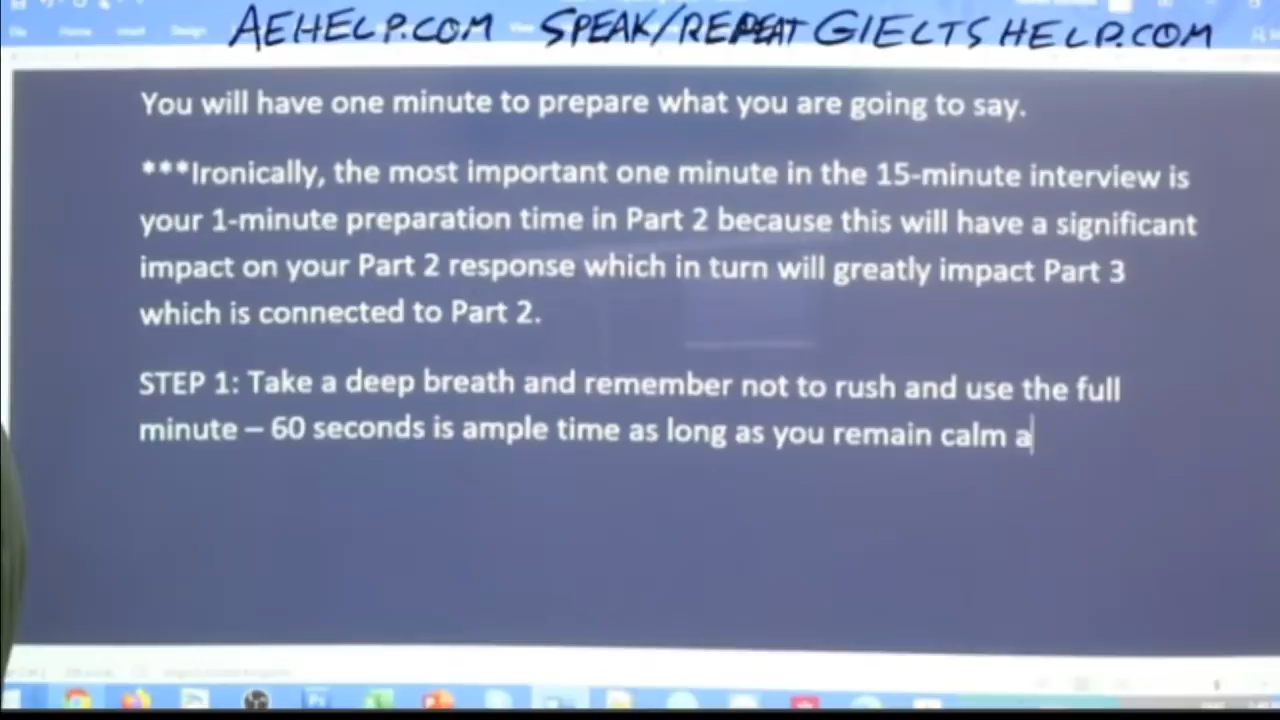 AEHELP.COM SPEAK/REPEAT GIELTSHELP.COM
You will have one minute to prepare what you are going to say.
***Ironically, the most important one minute in the 15-minute interview is
your 1-minute preparation time in Part 2 because this will have a significant
impact on your Part 2 response which in turn will greatly impact Part 3
which is connected to Part 2.
STEP 1: Take a deep breath and remember not to rush and use the full
minute – 60 seconds is ample time as long as you remain calm a